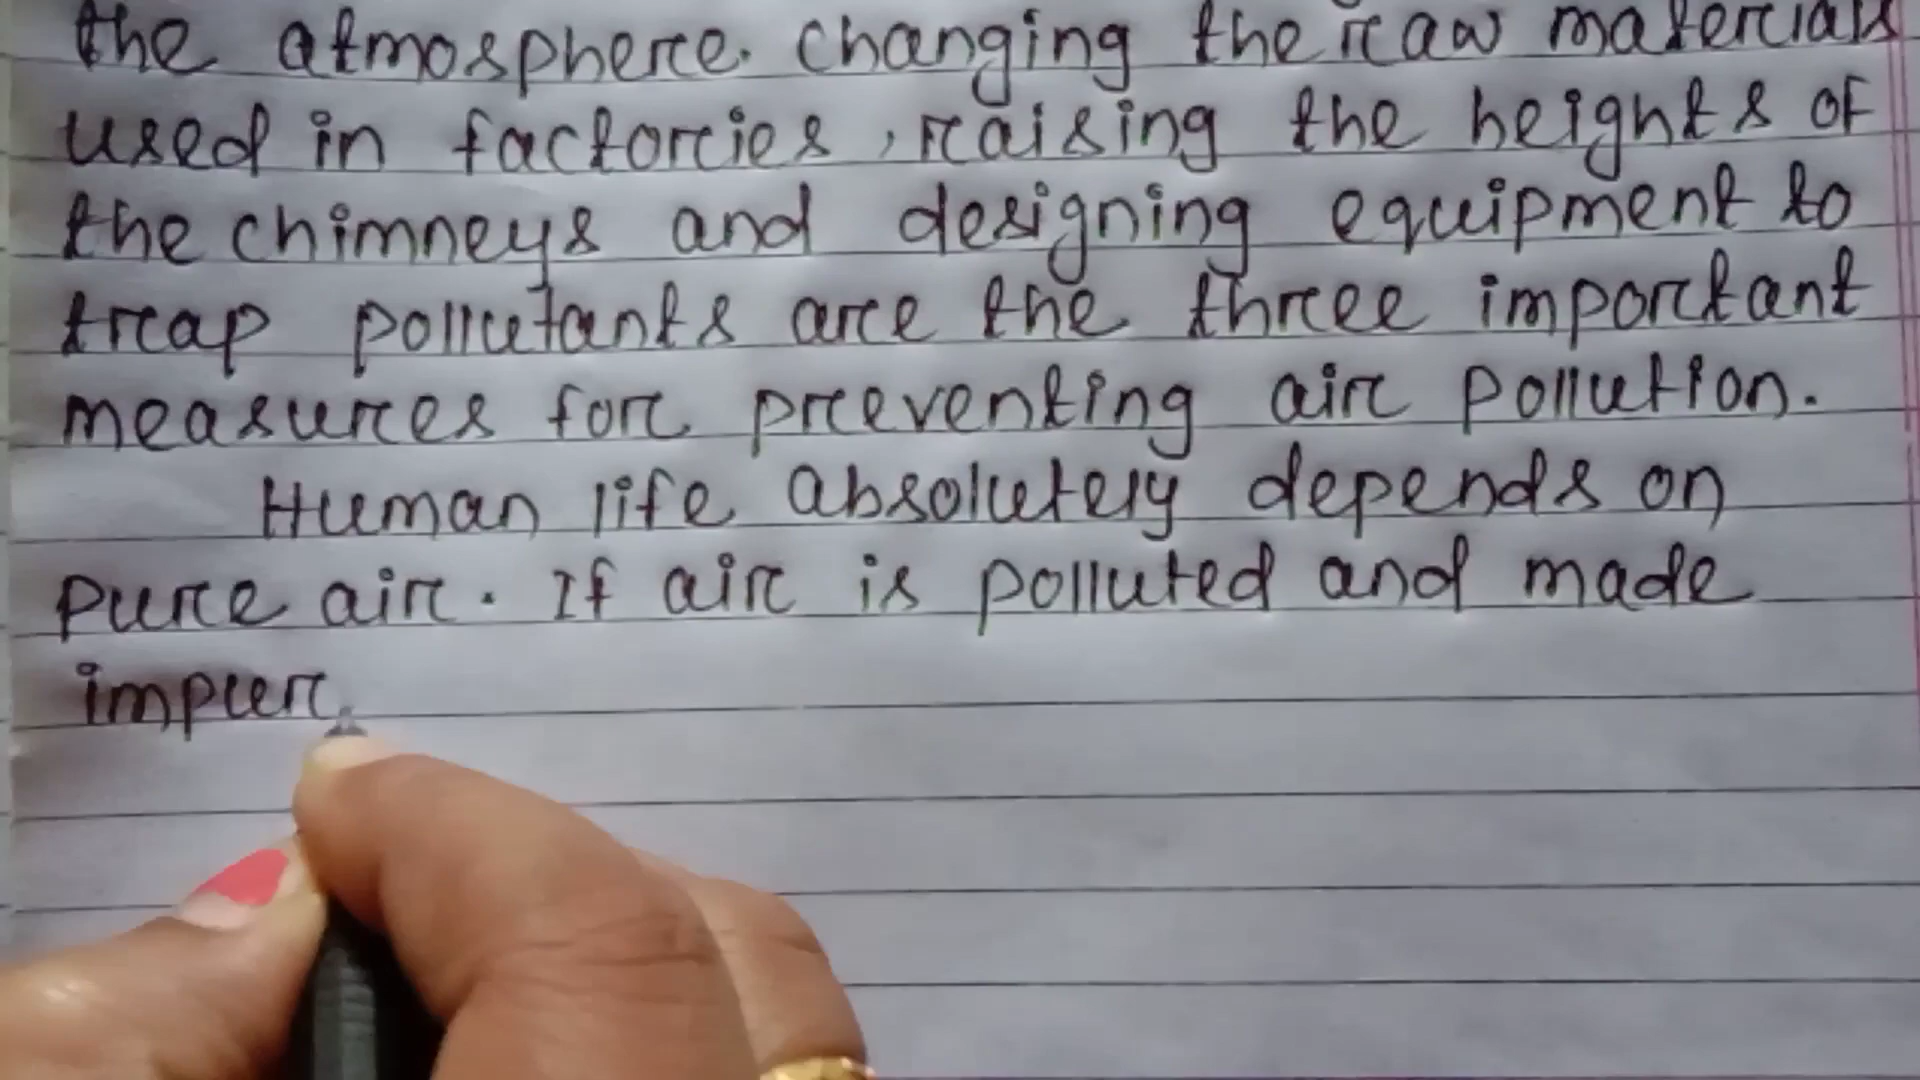 the atmosphere. changing the raw materials
used in factories, raising the heights of
the chimneys and designing equipment to
trap pollutants are the three important
measures for preventing air pollution.
Human life absolutely depends on
pure air. If air is polluted and made
impur